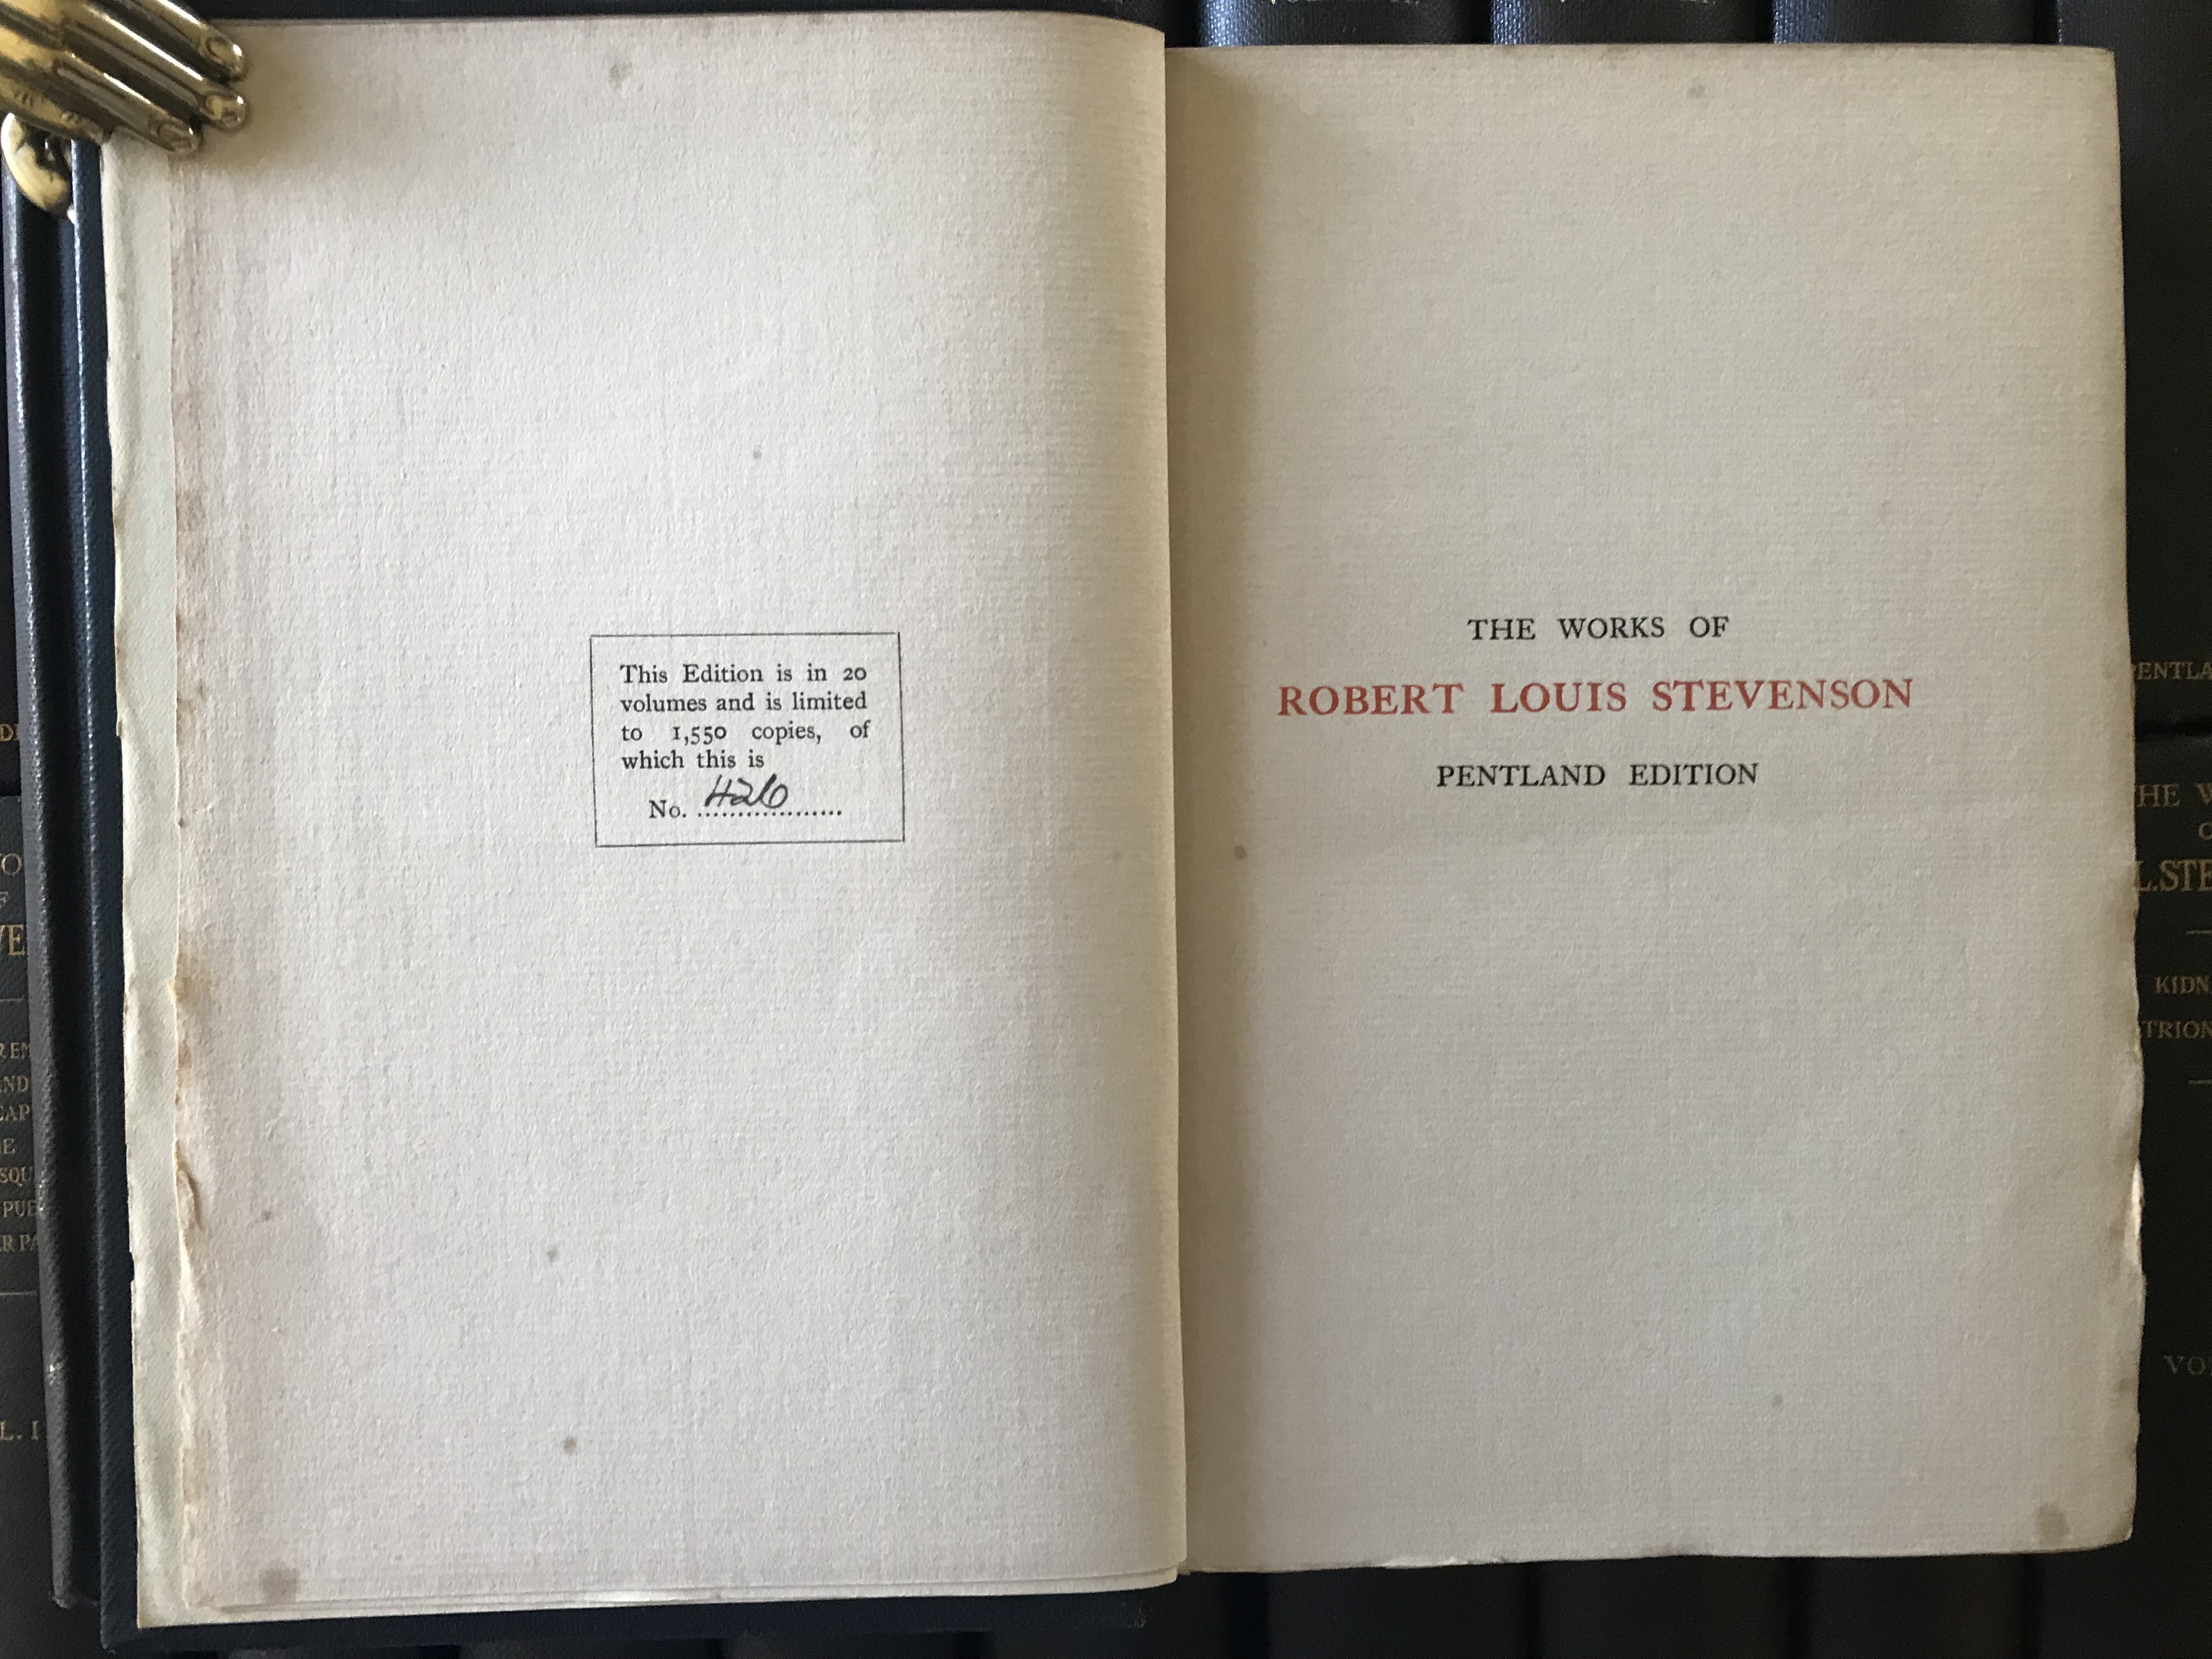 This Edition is in 20
volumes and is limited
to 1,550 copies, of
which this is
No. 426
THE WORKS OF
ROBERT LOUIS STEVENSON
PENTLAND EDITION